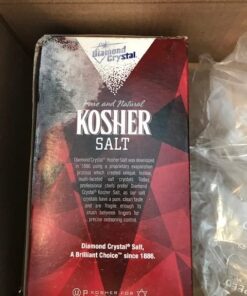 Diamond
Crystal®
Pure and Natural
KOSHER
SALT
Diamond Crystal® Kosher Salt was developed
in 1886 using a proprietary evaporation
process which created unique hollow,
multi-faceted salt crystals. Today
professional chefs prefer Diamond
Crystal® Kosher Salt, as our salt
crystals have a pure, clean taste
and are fragile enough to
crush between fingers for
precise seasoning control.
Diamond Crystal® Salt,
A Brilliant Choice™ since 1886.
U P KOSHER FOR